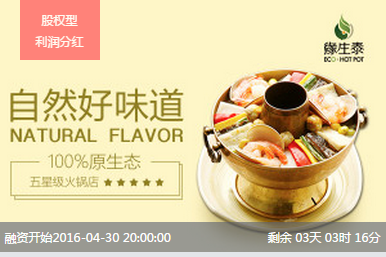 股权型
利润分红
缘生泰
ECO·HOT POT
自然好味道
NATURAL FLAVOR
100%原生态
五星级火锅店 ★★★★★
融资开始2016-04-30 20:00:00
剩余 03天 03时 16分